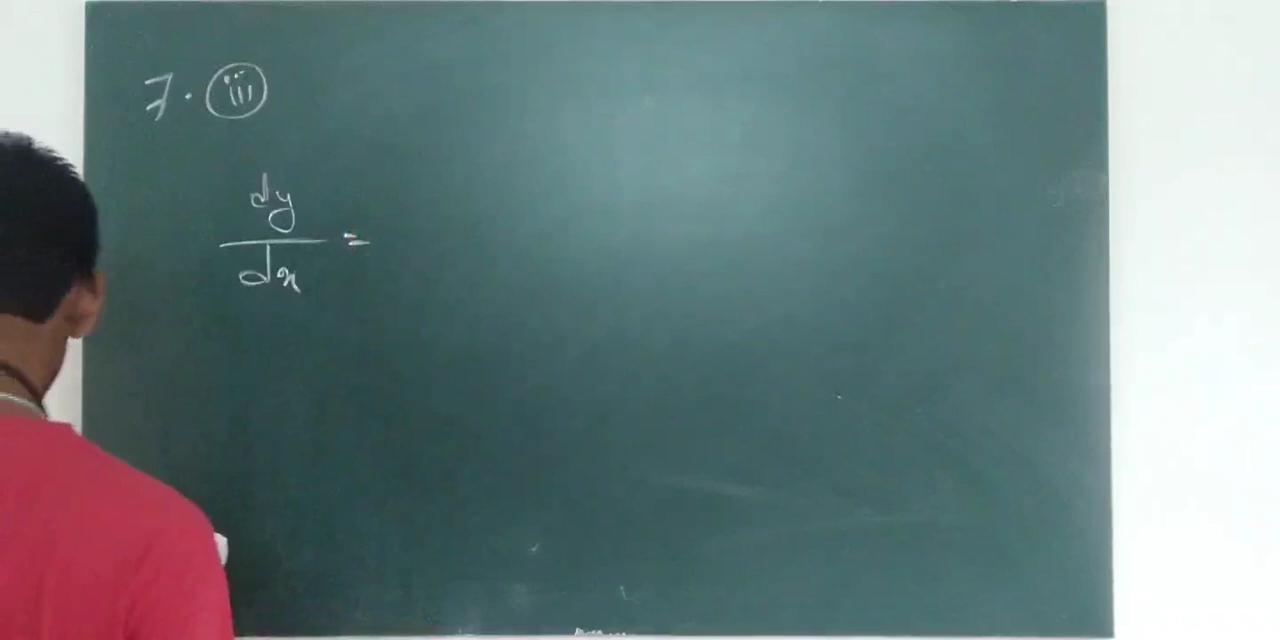 7. iii
dy
dx =